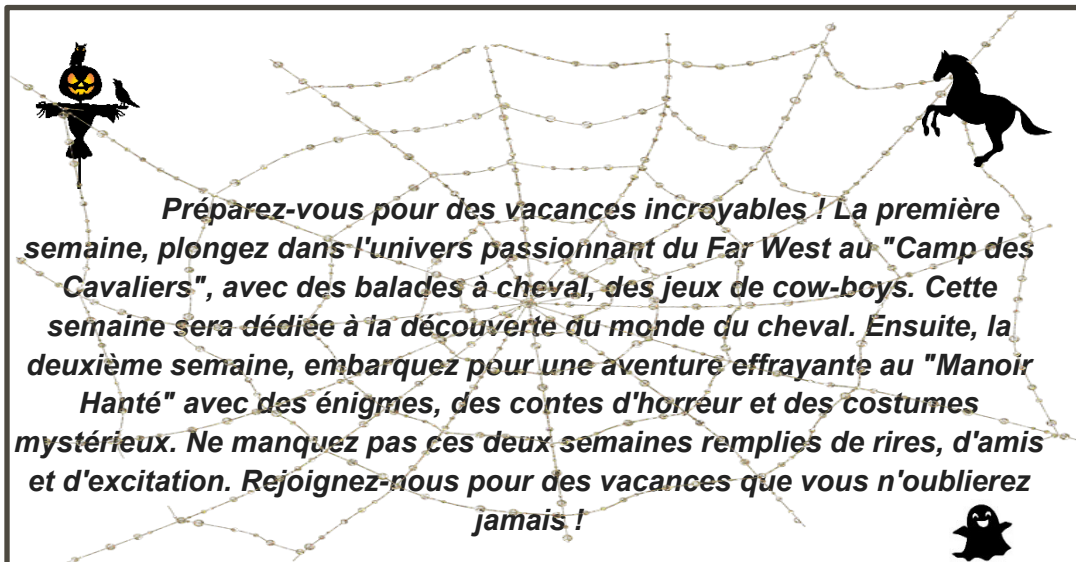 Préparez-vous pour des vacances incroyables ! La première
semaine, plongez dans l'univers passionnant du Far West au "Camp des
Cavaliers", avec des balades à cheval, des jeux de cow-boys. Cette
semaine sera dédiée à la découverte du monde du cheval. Ensuite, la
deuxième semaine, embarquez pour une aventure effrayante au "Manoir
Hanté" avec des énigmes, des contes d'horreur et des costumes
mystérieux. Ne manquez pas ces deux semaines remplies de rires, d'amis
et d'excitation. Rejoignez-nous pour des vacances que vous n'oublierez
jamais !